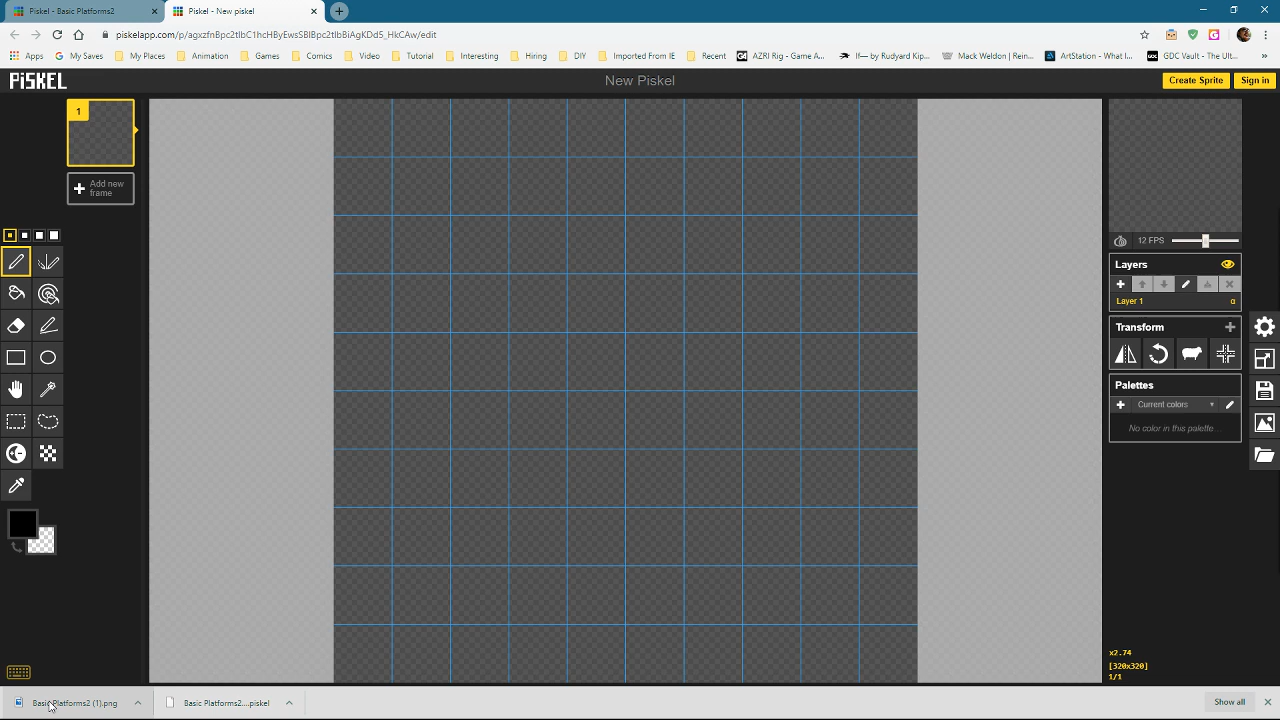 Piskel - Basic Platforms2
Piskel - New piskel
piskelapp.com/p/agxzfnBpc2tlbC1hcHByEwsSBlBpc2tlbBiAgKDd5_HkCAw/edit
Apps My Saves My Places Animation Games Comics Video Tutorial Interesting Hiring DIY Imported From IE Recent AZRI Rig - Game A... If— by Rudyard Kip... Mack Weldon | Rein... ArtStation - What I... GDC Vault - The Ult... »
PiSKEL
New Piskel
Create Sprite Sign in
1
Add new
frame
12 FPS
Layers
Layer 1 α
Transform
Palettes
Current colors
No color in this palette...
x2.74
[320x320]
1/1
Basic Platforms2 (1).png Basic Platforms2....piskel Show all